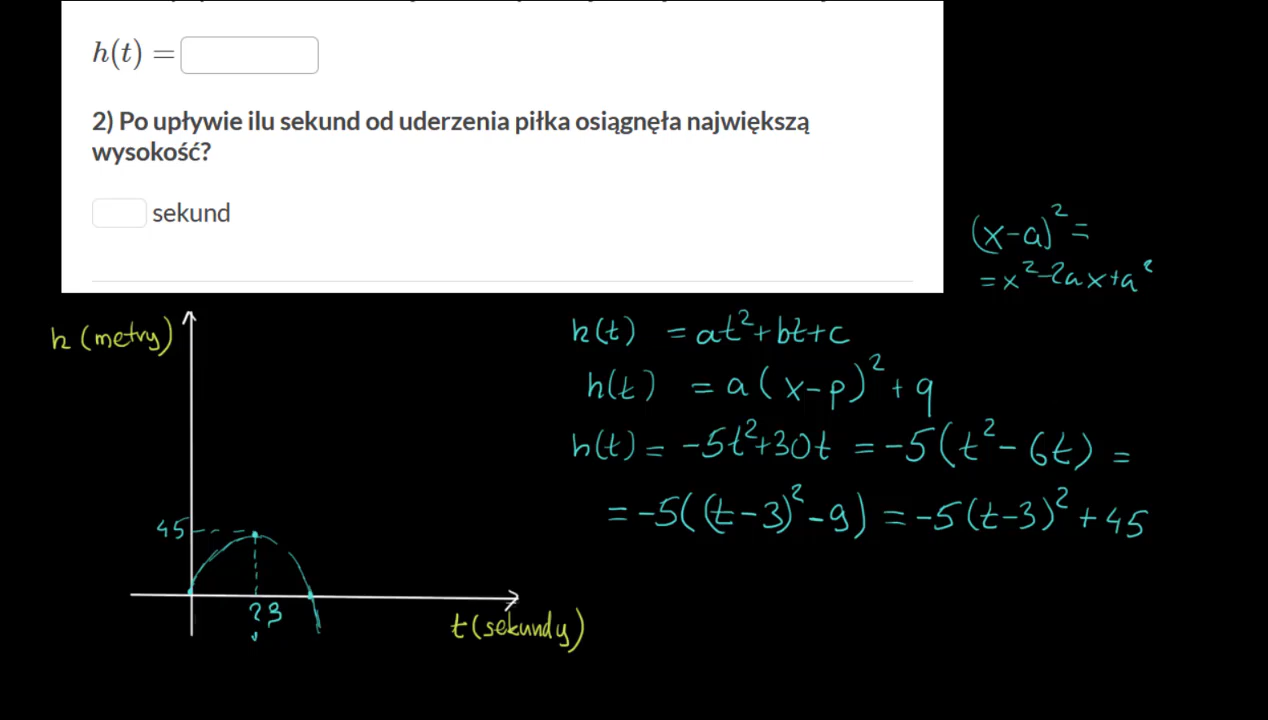 h(t) =
2) Po upływie ilu sekund od uderzenia piłka osiągnęła największą
wysokość?
sekund
(x-a)² =
= x²-2ax+a²
h (metry)
h(t) = at²+bt+c
h(t) = a(x-p)²+q
h(t) = -5t²+30t = -5(t²-6t) =
= -5((t-3)²-9) = -5(t-3)²+45
45
?3
t (sekundy)